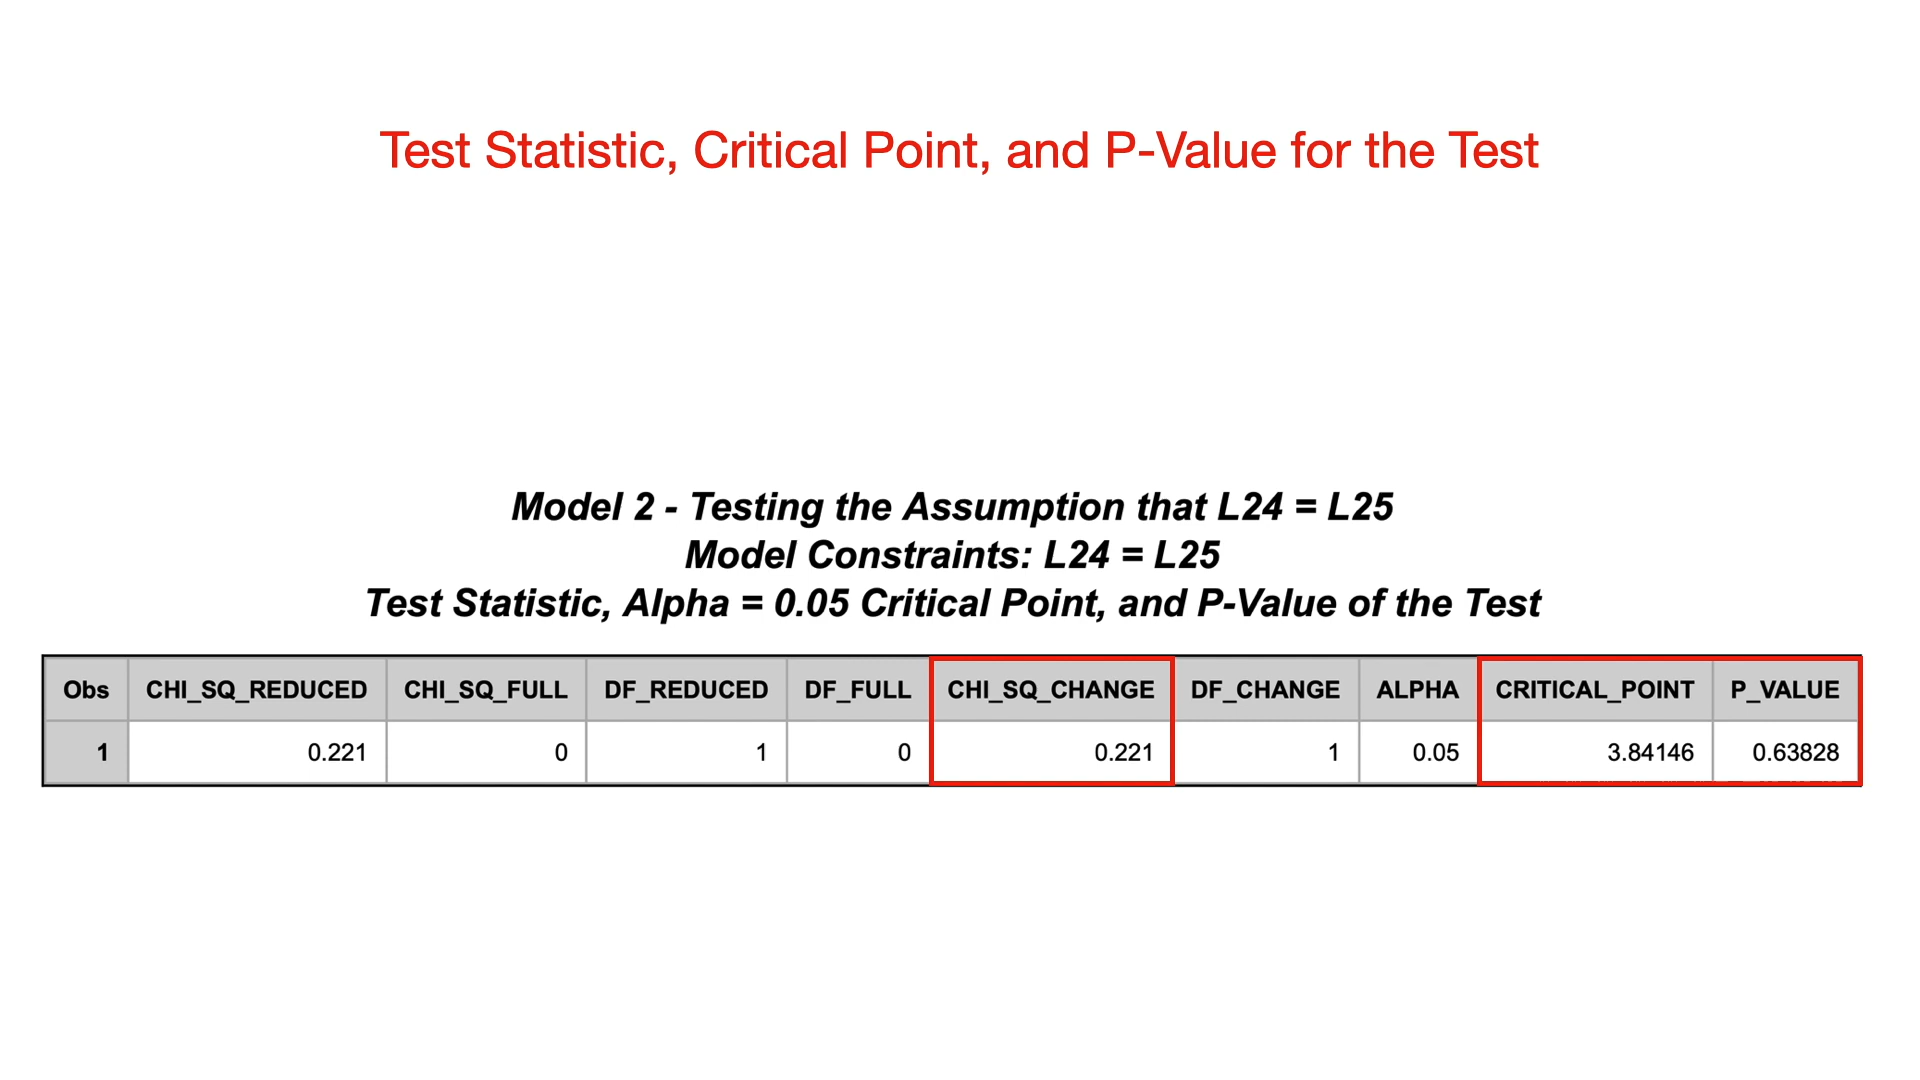 Test Statistic, Critical Point, and P-Value for the Test
Model 2 - Testing the Assumption that L24 = L25
Model Constraints: L24 = L25
Test Statistic, Alpha = 0.05 Critical Point, and P-Value of the Test
Obs CHI_SQ_REDUCED CHI_SQ_FULL DF_REDUCED DF_FULL CHI_SQ_CHANGE DF_CHANGE ALPHA CRITICAL_POINT P_VALUE
1 0.221 0 1 0 0.221 1 0.05 3.84146 0.63828